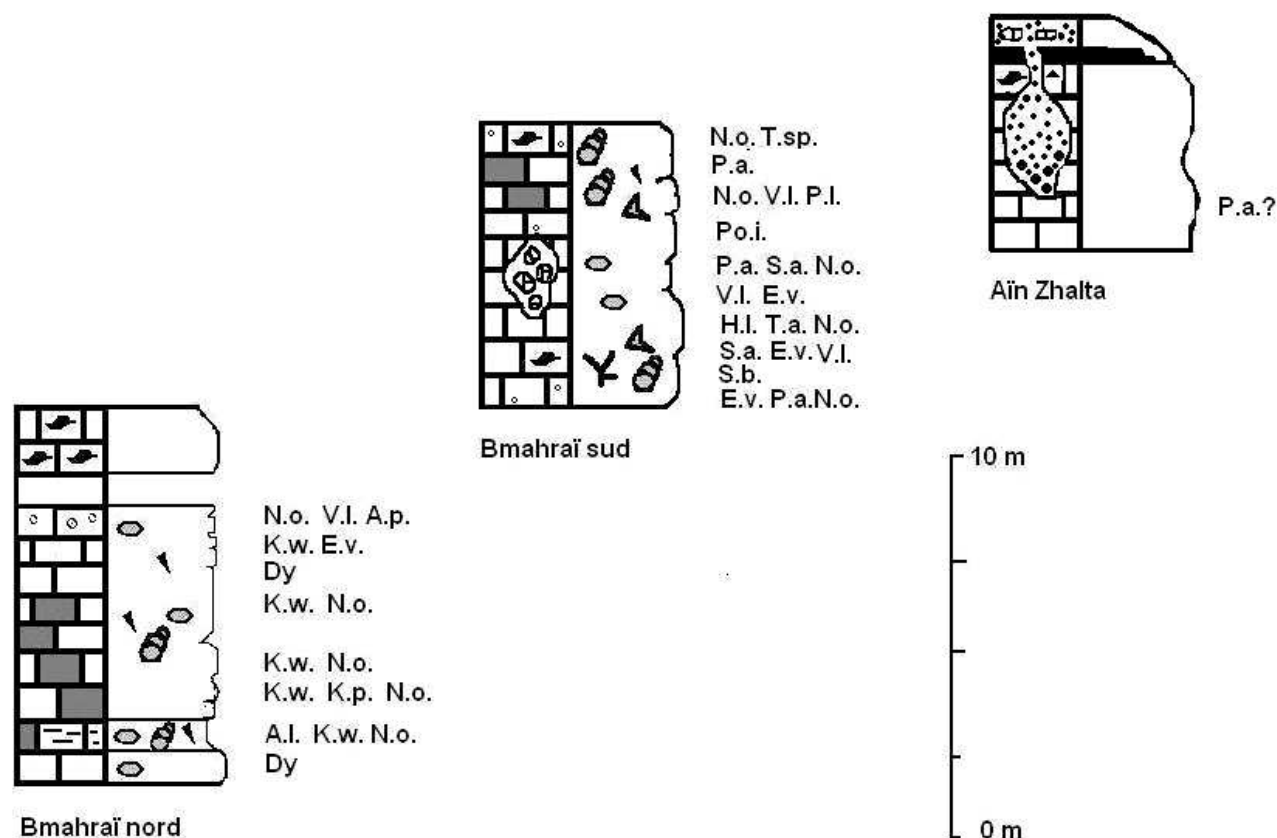 N.o. T.sp.
P.a.
N.o. V.l. P.l.
Po.i.
P.a. S.a. N.o.
V.l. E.v.
H.l. T.a. N.o.
S.a. E.v. V.l.
S.b.
E.v. P.a.N.o.
Bmahraï sud
P.a.?
Aïn Zhalta
N.o. V.l. A.p.
K.w. E.v.
Dy
K.w. N.o.
K.w. N.o.
K.w. K.p. N.o.
A.l. K.w. N.o.
Dy
Bmahraï nord
10 m
0 m